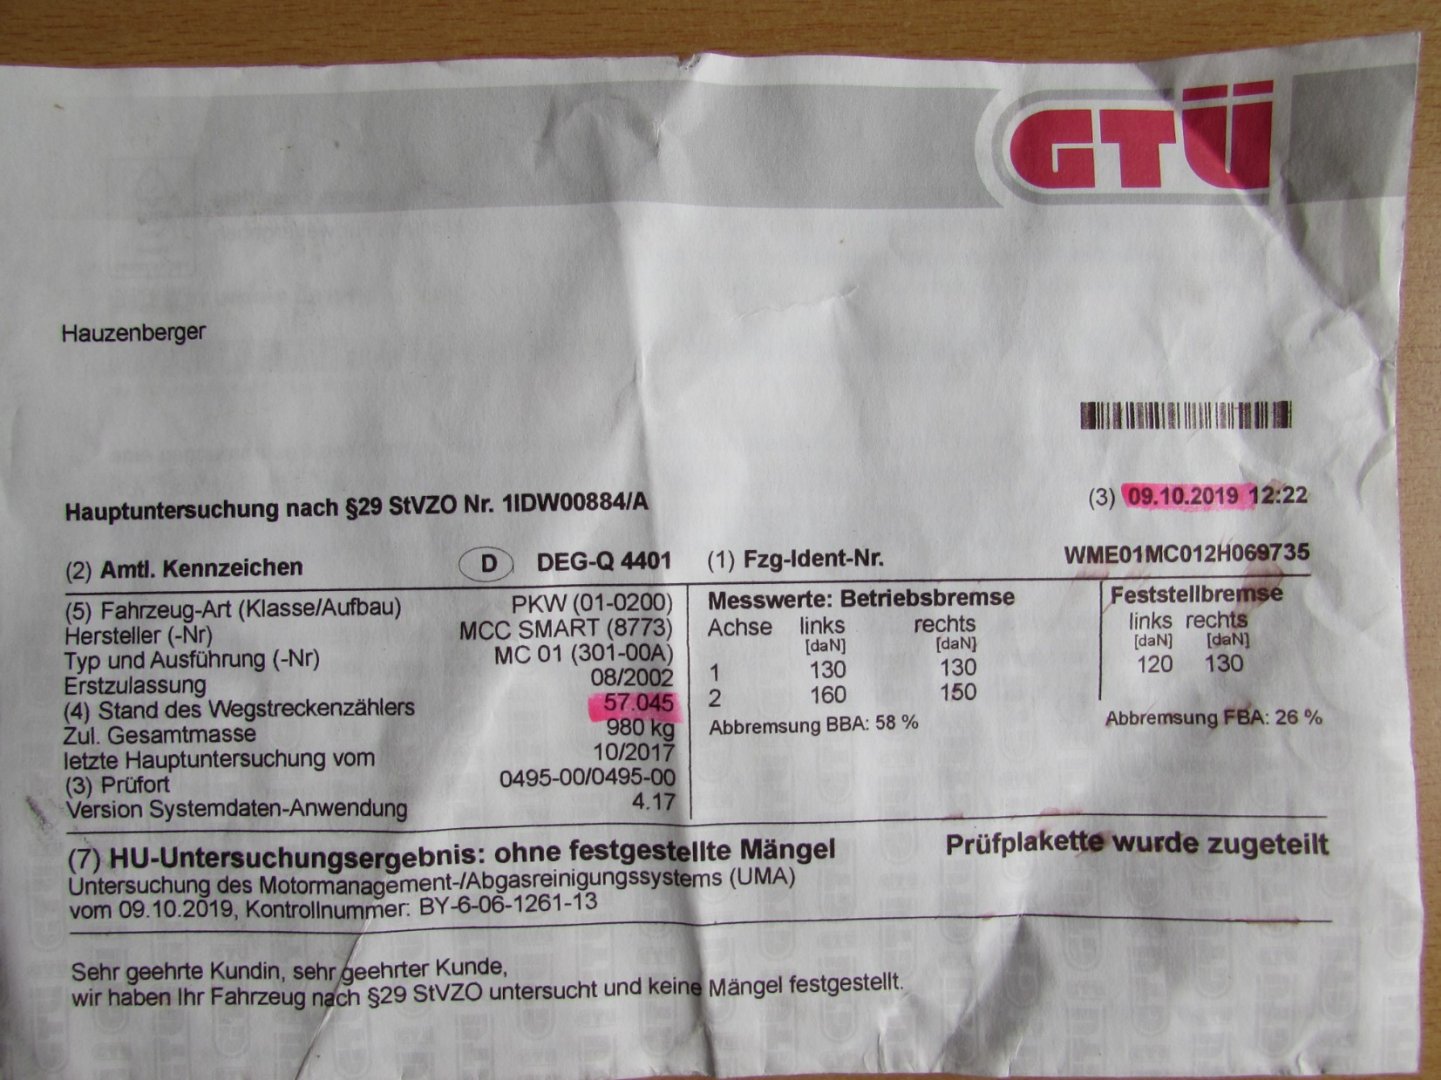 GTÜ
Hauzenberger
Hauptuntersuchung nach §29 StVZO Nr. 1IDW00884/A (3) 09.10.2019 12:22
(2) Amtl. Kennzeichen D DEG-Q 4401 (1) Fzg-Ident-Nr. WME01MC012H069735
(5) Fahrzeug-Art (Klasse/Aufbau) PKW (01-0200)
Hersteller (-Nr) MCC SMART (8773)
Typ und Ausführung (-Nr) MC 01 (301-00A)
Erstzulassung 08/2002
(4) Stand des Wegstreckenzählers 57.045
Zul. Gesamtmasse 980 kg
letzte Hauptuntersuchung vom 10/2017
(3) Prüfort 0495-00/0495-00
Version Systemdaten-Anwendung 4.17
Messwerte: Betriebsbremse
Achse links rechts
[daN] [daN]
1 130 130
2 160 150
Abbremsung BBA: 58 %
Feststellbremse
links rechts
[daN] [daN]
120 130
Abbremsung FBA: 26 %
(7) HU-Untersuchungsergebnis: ohne festgestellte Mängel Prüfplakette wurde zugeteilt
Untersuchung des Motormanagement-/Abgasreinigungssystems (UMA)
vom 09.10.2019, Kontrollnummer: BY-6-06-1261-13
Sehr geehrte Kundin, sehr geehrter Kunde,
wir haben Ihr Fahrzeug nach §29 StVZO untersucht und keine Mängel festgestellt.